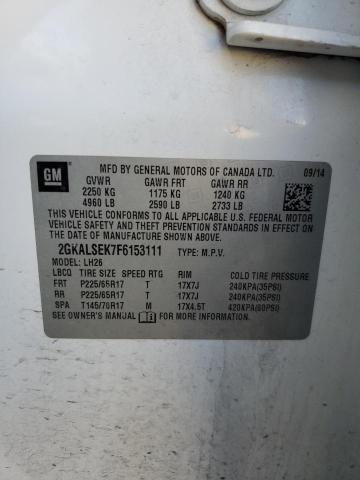 GM
MFD BY GENERAL MOTORS OF CANADA LTD. 09/14
GVWR GAWR FRT GAWR RR
2250 KG 1175 KG 1240 KG
4960 LB 2590 LB 2733 LB
THIS VEHICLE CONFORMS TO ALL APPLICABLE U.S. FEDERAL MOTOR
VEHICLE SAFETY AND THEFT PREVENTION STANDARDS IN EFFECT ON
THE DATE OF MANUFACTURE SHOWN ABOVE.
2GKALSEK7F6153111 TYPE: M.P.V.
MODEL: LH26
LBCQ TIRE SIZE SPEED RTG RIM COLD TIRE PRESSURE
FRT P225/65R17 T 17X7J 240KPA(35PSI)
RR P225/65R17 T 17X7J 240KPA(35PSI)
SPA T145/70R17 M 17X4.5T 420KPA(60PSI)
SEE OWNER'S MANUAL FOR MORE INFORMATION